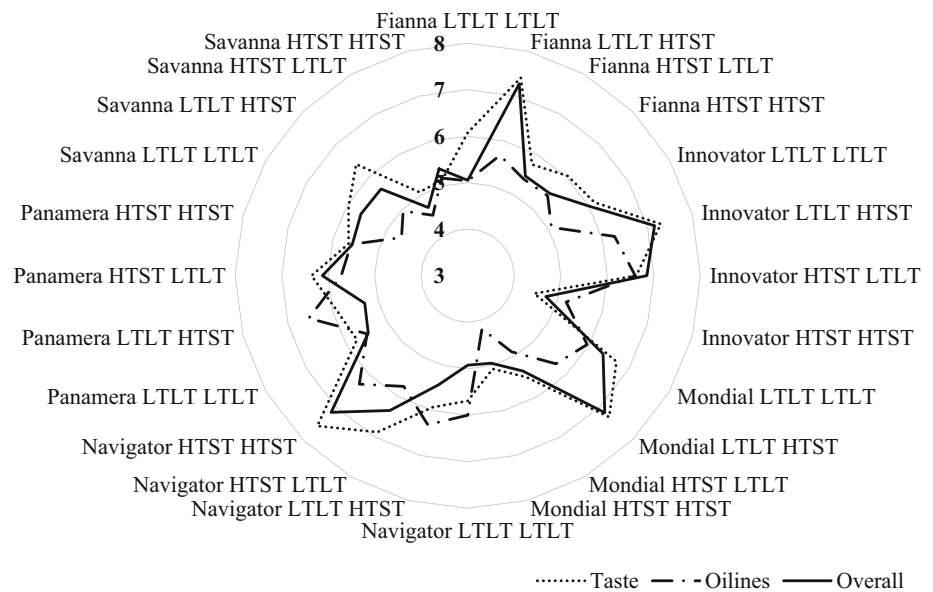 Fianna LTLT LTLT
Savanna HTST HTST
8
Fianna LTLT HTST
Savanna HTST LTLT
Fianna HTST LTLT
7
Savanna LTLT HTST
Fianna HTST HTST
6
Savanna LTLT LTLT
Innovator LTLT LTLT
5
Panamera HTST HTST
Innovator LTLT HTST
4
Panamera HTST LTLT
3
Innovator HTST LTLT
Panamera LTLT HTST
Innovator HTST HTST
Panamera LTLT LTLT
Mondial LTLT LTLT
Navigator HTST HTST
Mondial LTLT HTST
Navigator HTST LTLT
Mondial HTST LTLT
Navigator LTLT HTST
Mondial HTST HTST
Navigator LTLT LTLT
Taste
Oilines
Overall